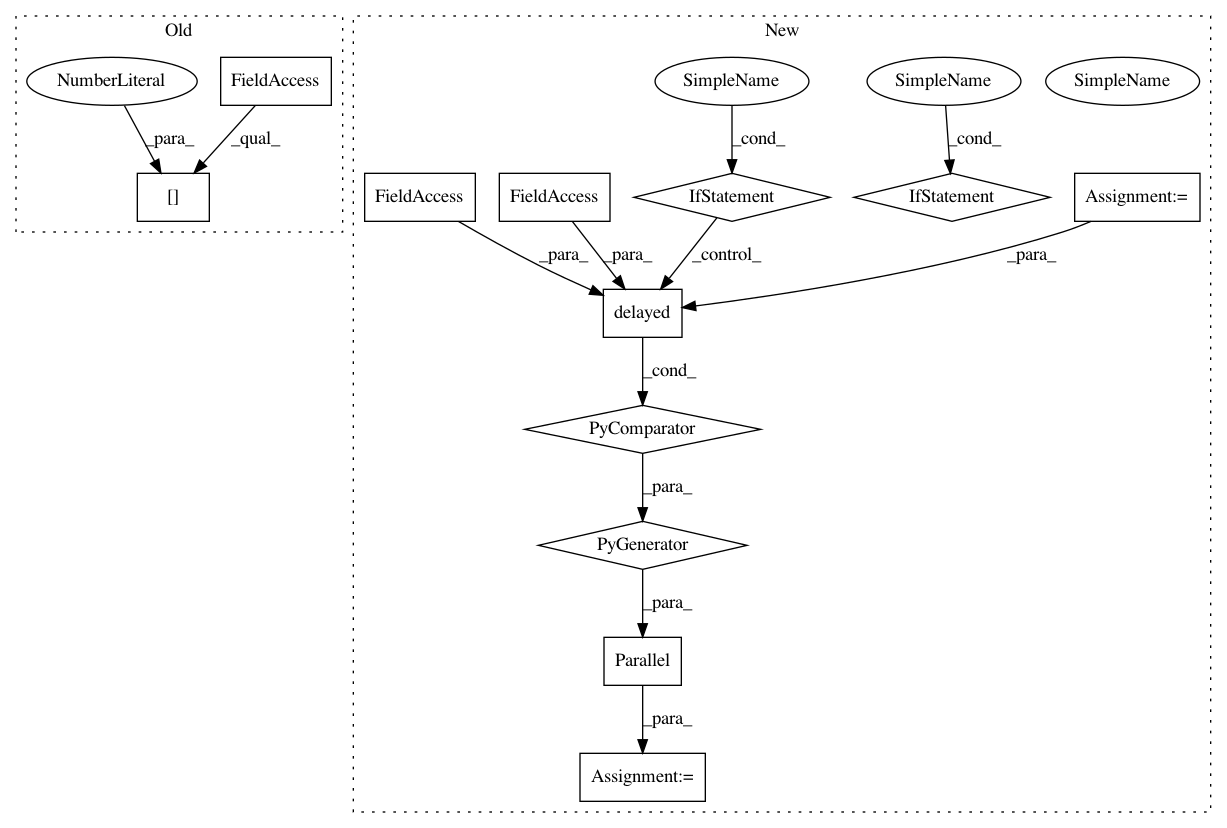 Old
New
NumberLiteral
FieldAccess
SimpleName
SimpleName
SimpleName
_para_
_qual_
_cond_
_cond_
[]
FieldAccess
FieldAccess
IfStatement
IfStatement
Assignment:=
_para_
_para_
_control_
_para_
delayed
_cond_
PyComparator
_para_
PyGenerator
_para_
Parallel
_para_
Assignment:=